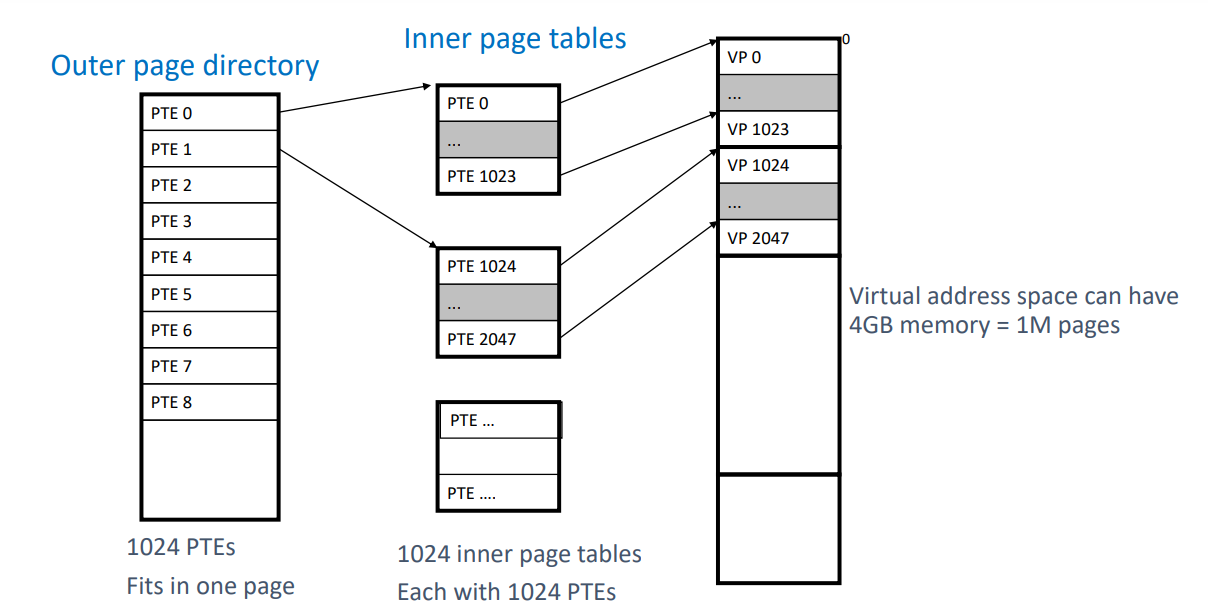 Outer page directory
PTE 0
PTE 1
PTE 2
PTE 3
PTE 4
PTE 5
PTE 6
PTE 7
PTE 8
1024 PTEs
Fits in one page
Inner page tables
PTE 0
...
PTE 1023
PTE 1024
...
PTE 2047
PTE ...
PTE ....
1024 inner page tables
Each with 1024 PTEs
0
VP 0
...
VP 1023
VP 1024
...
VP 2047
Virtual address space can have
4GB memory = 1M pages